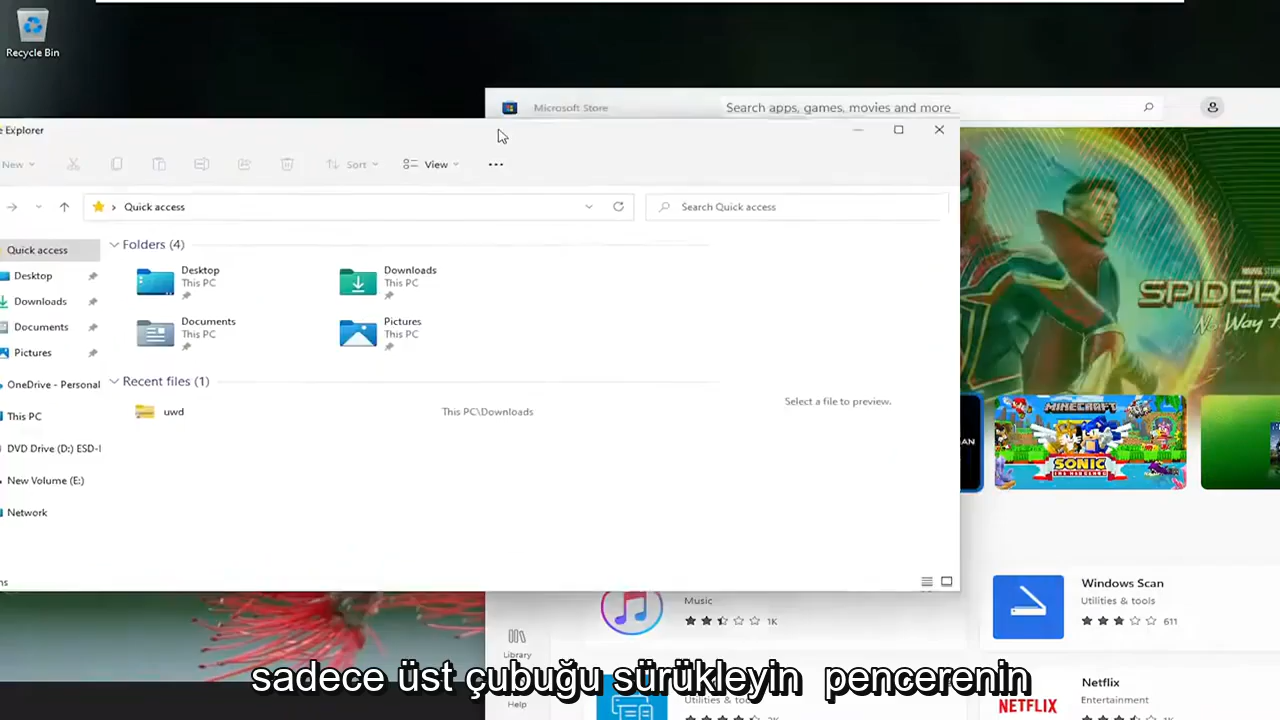 Recycle Bin
Microsoft Store
Search apps, games, movies and more
Explorer
New
Sort
View
Quick access
Search Quick access
Quick access
Desktop
Downloads
Documents
Pictures
OneDrive - Personal
This PC
DVD Drive (D:) ESD-I
New Volume (E:)
Network
Folders (4)
Desktop
This PC
Downloads
This PC
Documents
This PC
Pictures
This PC
Recent files (1)
uwd
This PC\Downloads
Select a file to preview.
SPIDER
No Way
MINECRAFT
SONIC
Music
1K
Library
Help
Utilities & tools
Windows Scan
Utilities & tools
611
Netflix
Entertainment
NETFLIX
sadece üst çubuğu sürükleyin pencerenin